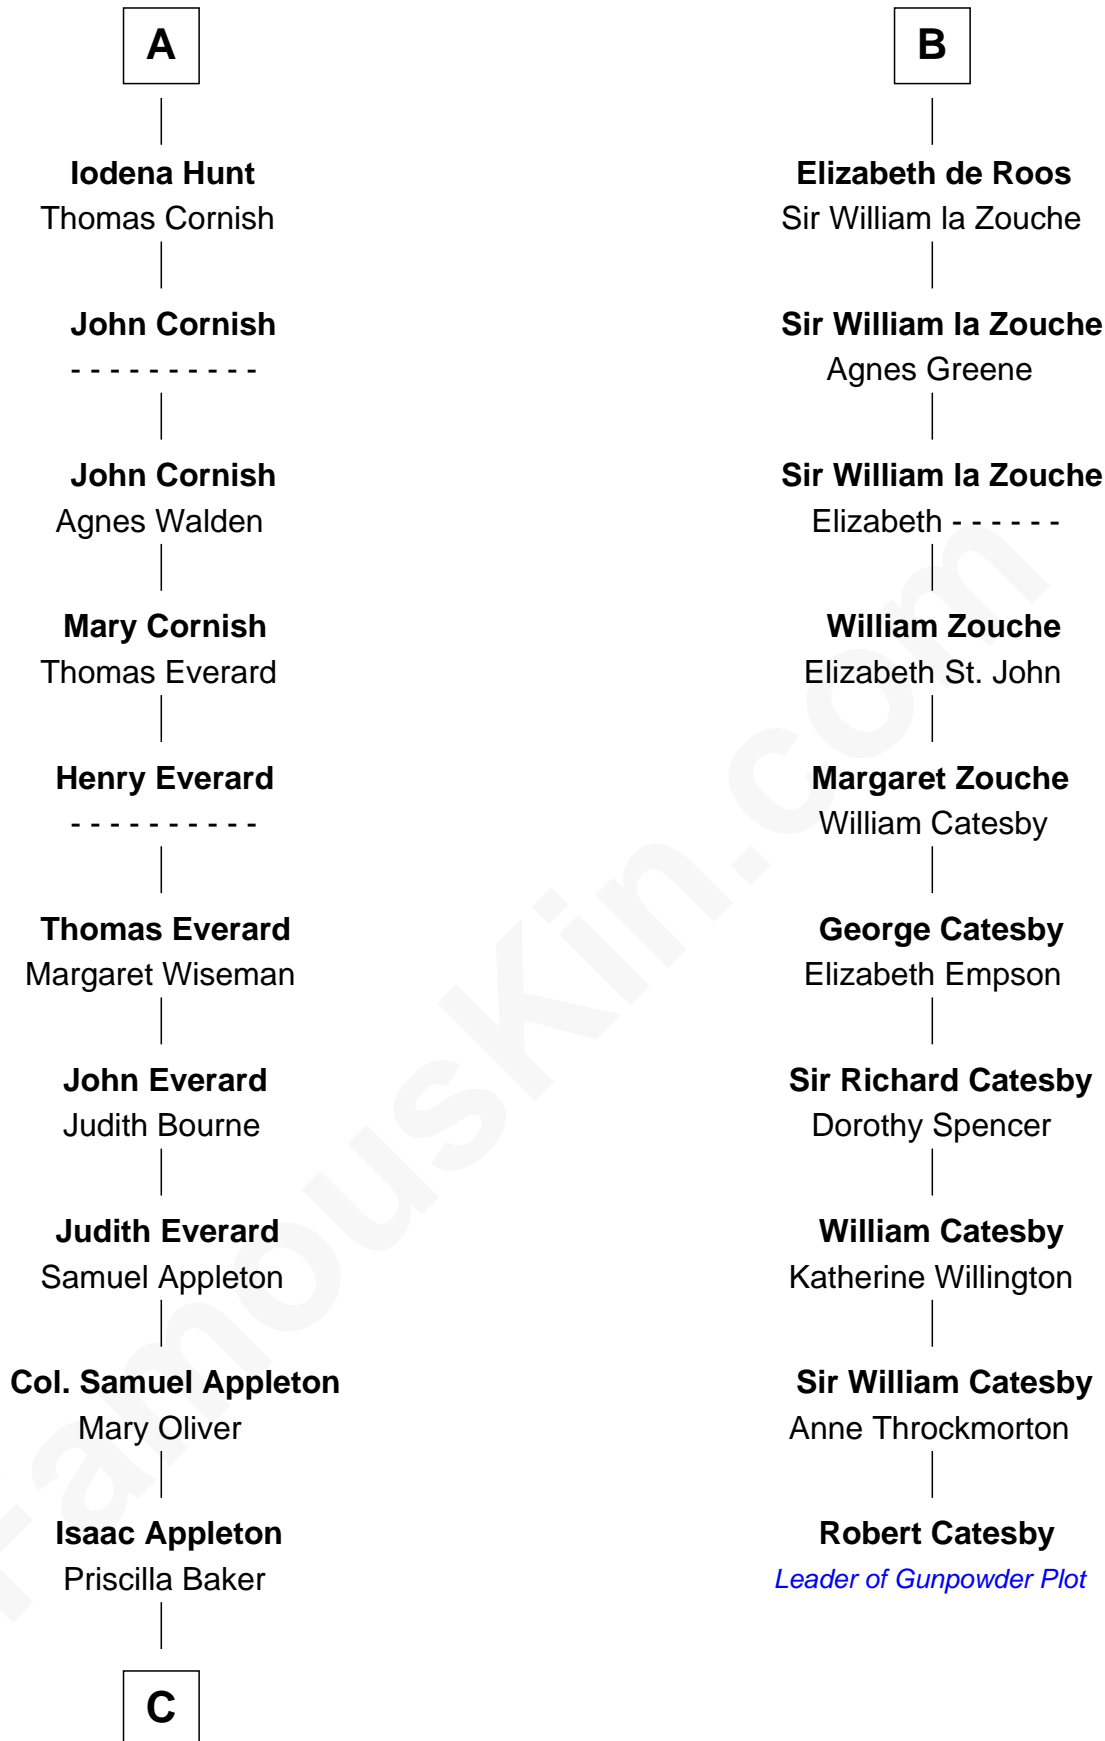 A
Iodena Hunt
Thomas Cornish
John Cornish
- - - - - - - - - -
John Cornish
Agnes Walden
Mary Cornish
Thomas Everard
Henry Everard
- - - - - - - - - -
Thomas Everard
Margaret Wiseman
John Everard
Judith Bourne
Judith Everard
Samuel Appleton
Col. Samuel Appleton
Mary Oliver
Isaac Appleton
Priscilla Baker
C
B
Elizabeth de Roos
Sir William la Zouche
Sir William la Zouche
Agnes Greene
Sir William la Zouche
Elizabeth - - - - - -
William Zouche
Elizabeth St. John
Margaret Zouche
William Catesby
George Catesby
Elizabeth Empson
Sir Richard Catesby
Dorothy Spencer
William Catesby
Katherine Willington
Sir William Catesby
Anne Throckmorton
Robert Catesby
Leader of Gunpowder Plot
FamousKin.com